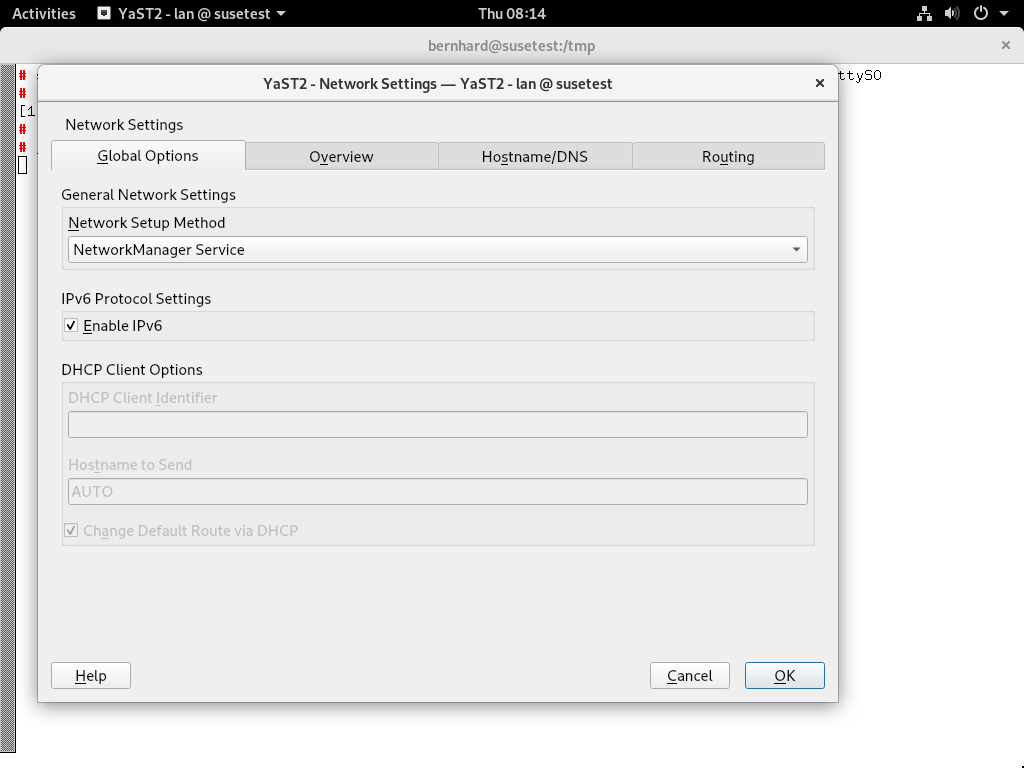 Activities YaST2 - lan @ susetest Thu 08:14
bernhard@susetest:/tmp ×
# ttyS0
#
[1
#
#
YaST2 - Network Settings — YaST2 - lan @ susetest ×
Network Settings
Global Options Overview Hostname/DNS Routing
General Network Settings
Network Setup Method
NetworkManager Service
IPv6 Protocol Settings
Enable IPv6
DHCP Client Options
DHCP Client Identifier
Hostname to Send
AUTO
Change Default Route via DHCP
Help Cancel OK